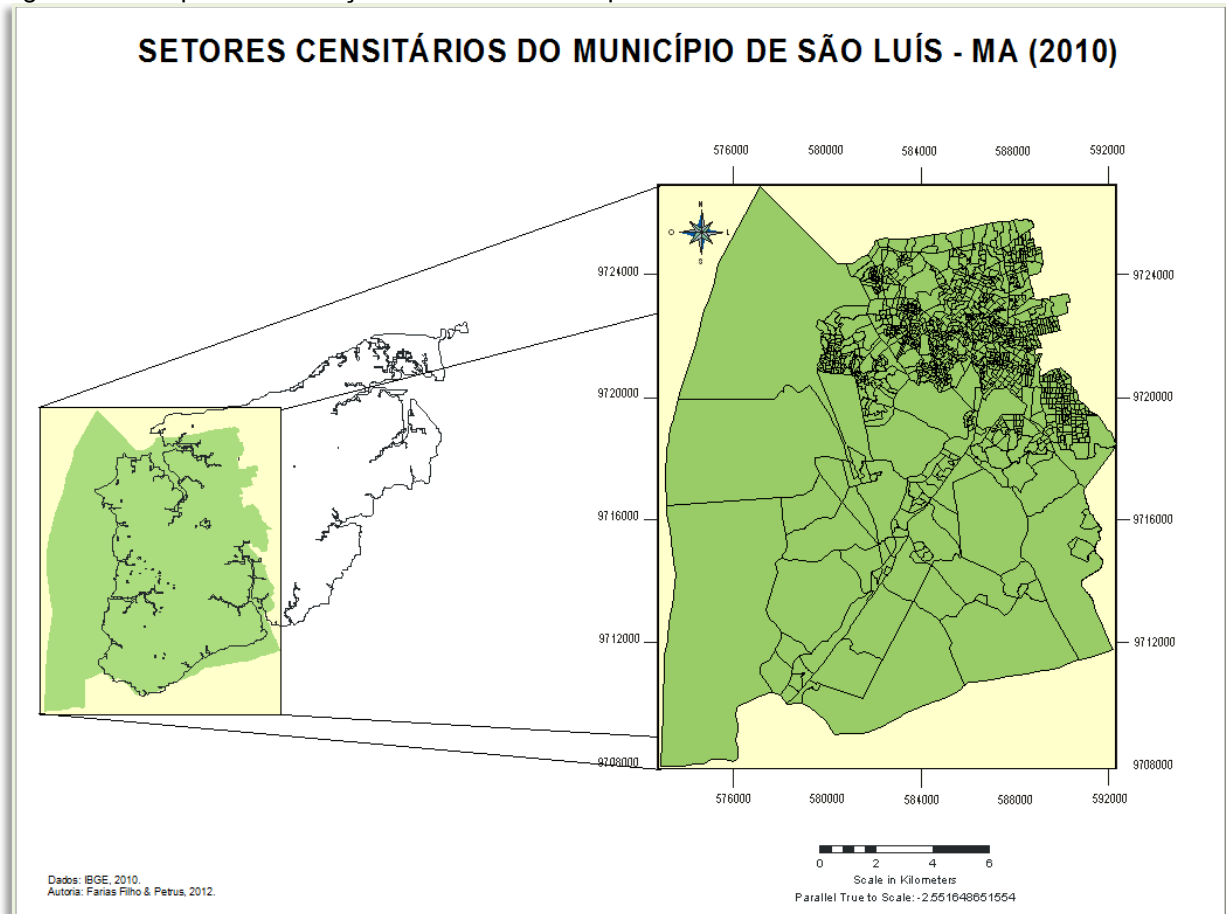 SETORES CENSITÁRIOS DO MUNICÍPIO DE SÃO LUÍS - MA (2010)
576000 580000 584000 588000 592000
N
O L
S
9724000 9724000
9720000 9720000
9716000 9716000
9712000 9712000
9708000 9708000
576000 580000 584000 588000 592000
0 2 4 6
Scale in Kilometers
Parallel True to Scale: -2.551648651554
Dados: IBGE, 2010.
Autoria: Farias Filho & Petrus, 2012.